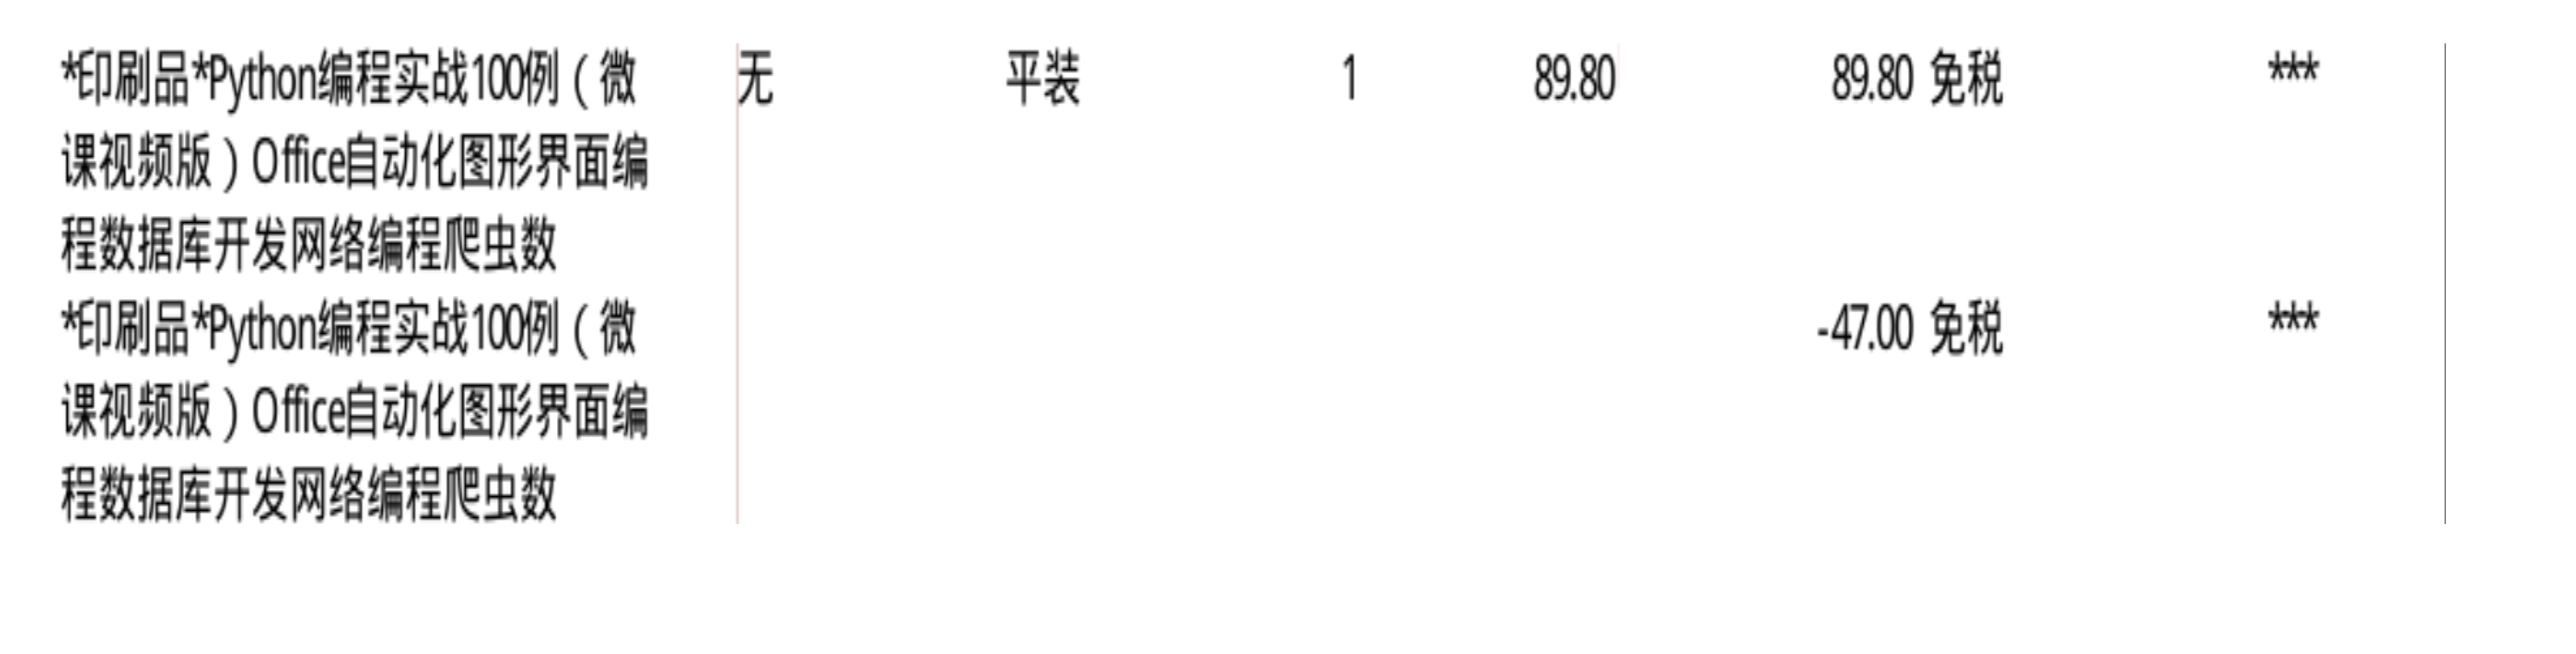 *印刷品*Python编程实战100例（微 无 平装 1 89.80 89.80 免税 ***
课视频版）Office自动化图形界面编
程数据库开发网络编程爬虫数
*印刷品*Python编程实战100例（微 -47.00 免税 ***
课视频版）Office自动化图形界面编
程数据库开发网络编程爬虫数